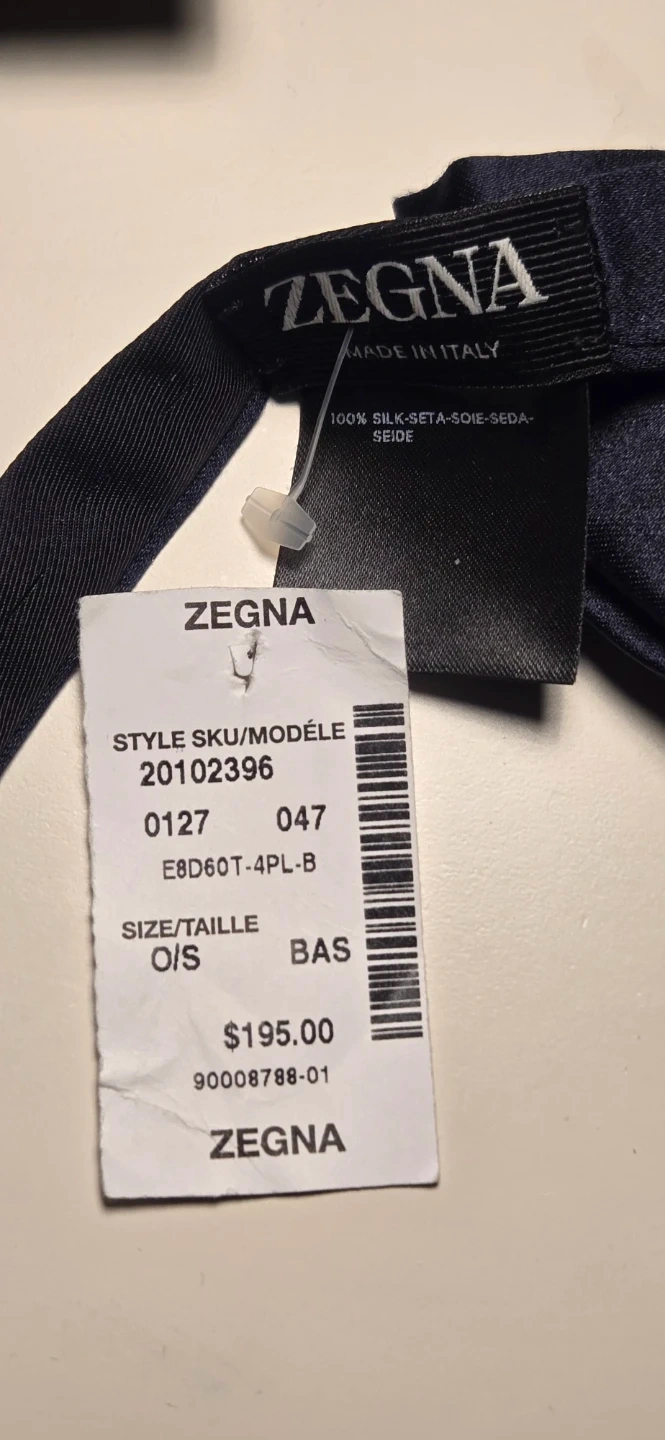 ZEGNA
MADE IN ITALY
100% SILK-SETA-SOIE-SEDA-
SEIDE
ZEGNA
STYLE SKU/MODÉLE
20102396
0127 047
E8D60T-4PL-B
SIZE/TAILLE
O/S BAS
$195.00
90008788-01
ZEGNA